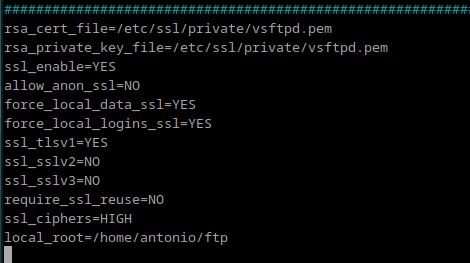 ################################################################
rsa_cert_file=/etc/ssl/private/vsftpd.pem
rsa_private_key_file=/etc/ssl/private/vsftpd.pem
ssl_enable=YES
allow_anon_ssl=NO
force_local_data_ssl=YES
force_local_logins_ssl=YES
ssl_tlsv1=YES
ssl_sslv2=NO
ssl_sslv3=NO
require_ssl_reuse=NO
ssl_ciphers=HIGH
local_root=/home/antonio/ftp